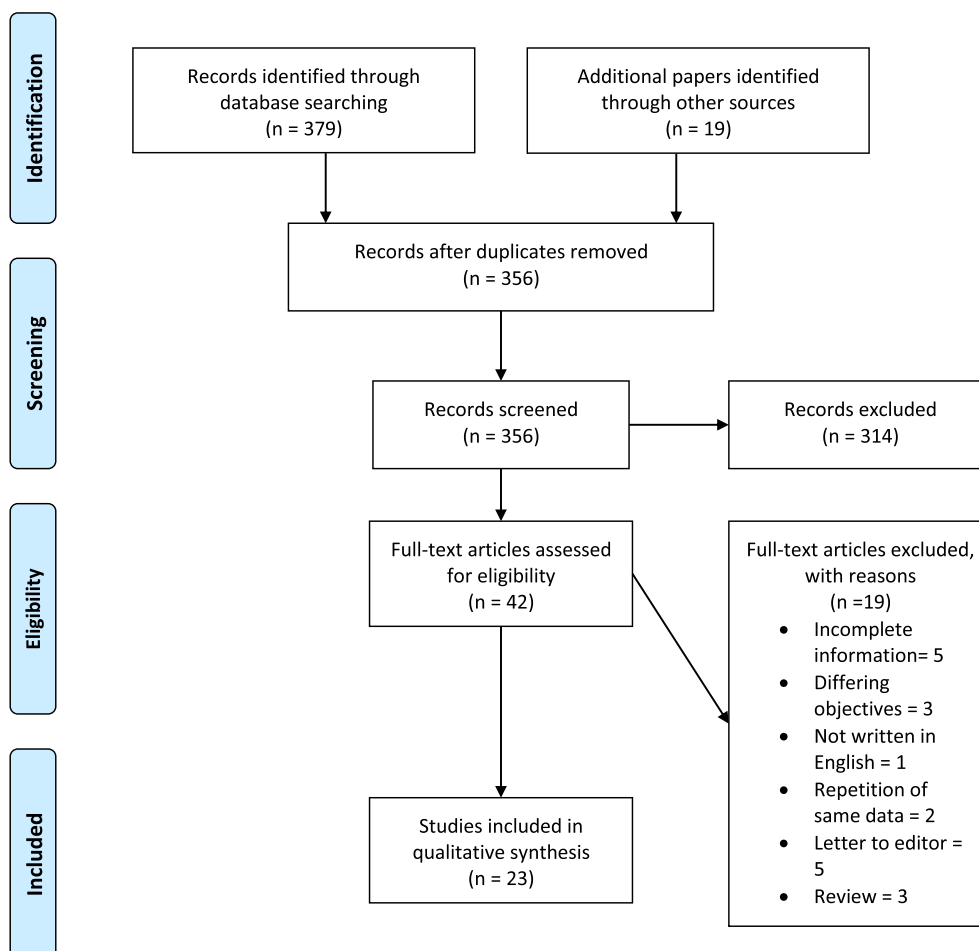 Identification
Records identified through
database searching
(n = 379)
Additional papers identified
through other sources
(n = 19)
Records after duplicates removed
(n = 356)
Screening
Records screened
(n = 356)
Records excluded
(n = 314)
Eligibility
Full-text articles assessed
for eligibility
(n = 42)
Full-text articles excluded,
with reasons
(n =19)
● Incomplete
information= 5
● Differing
objectives = 3
● Not written in
English = 1
● Repetition of
same data = 2
● Letter to editor =
5
● Review = 3
Included
Studies included in
qualitative synthesis
(n = 23)